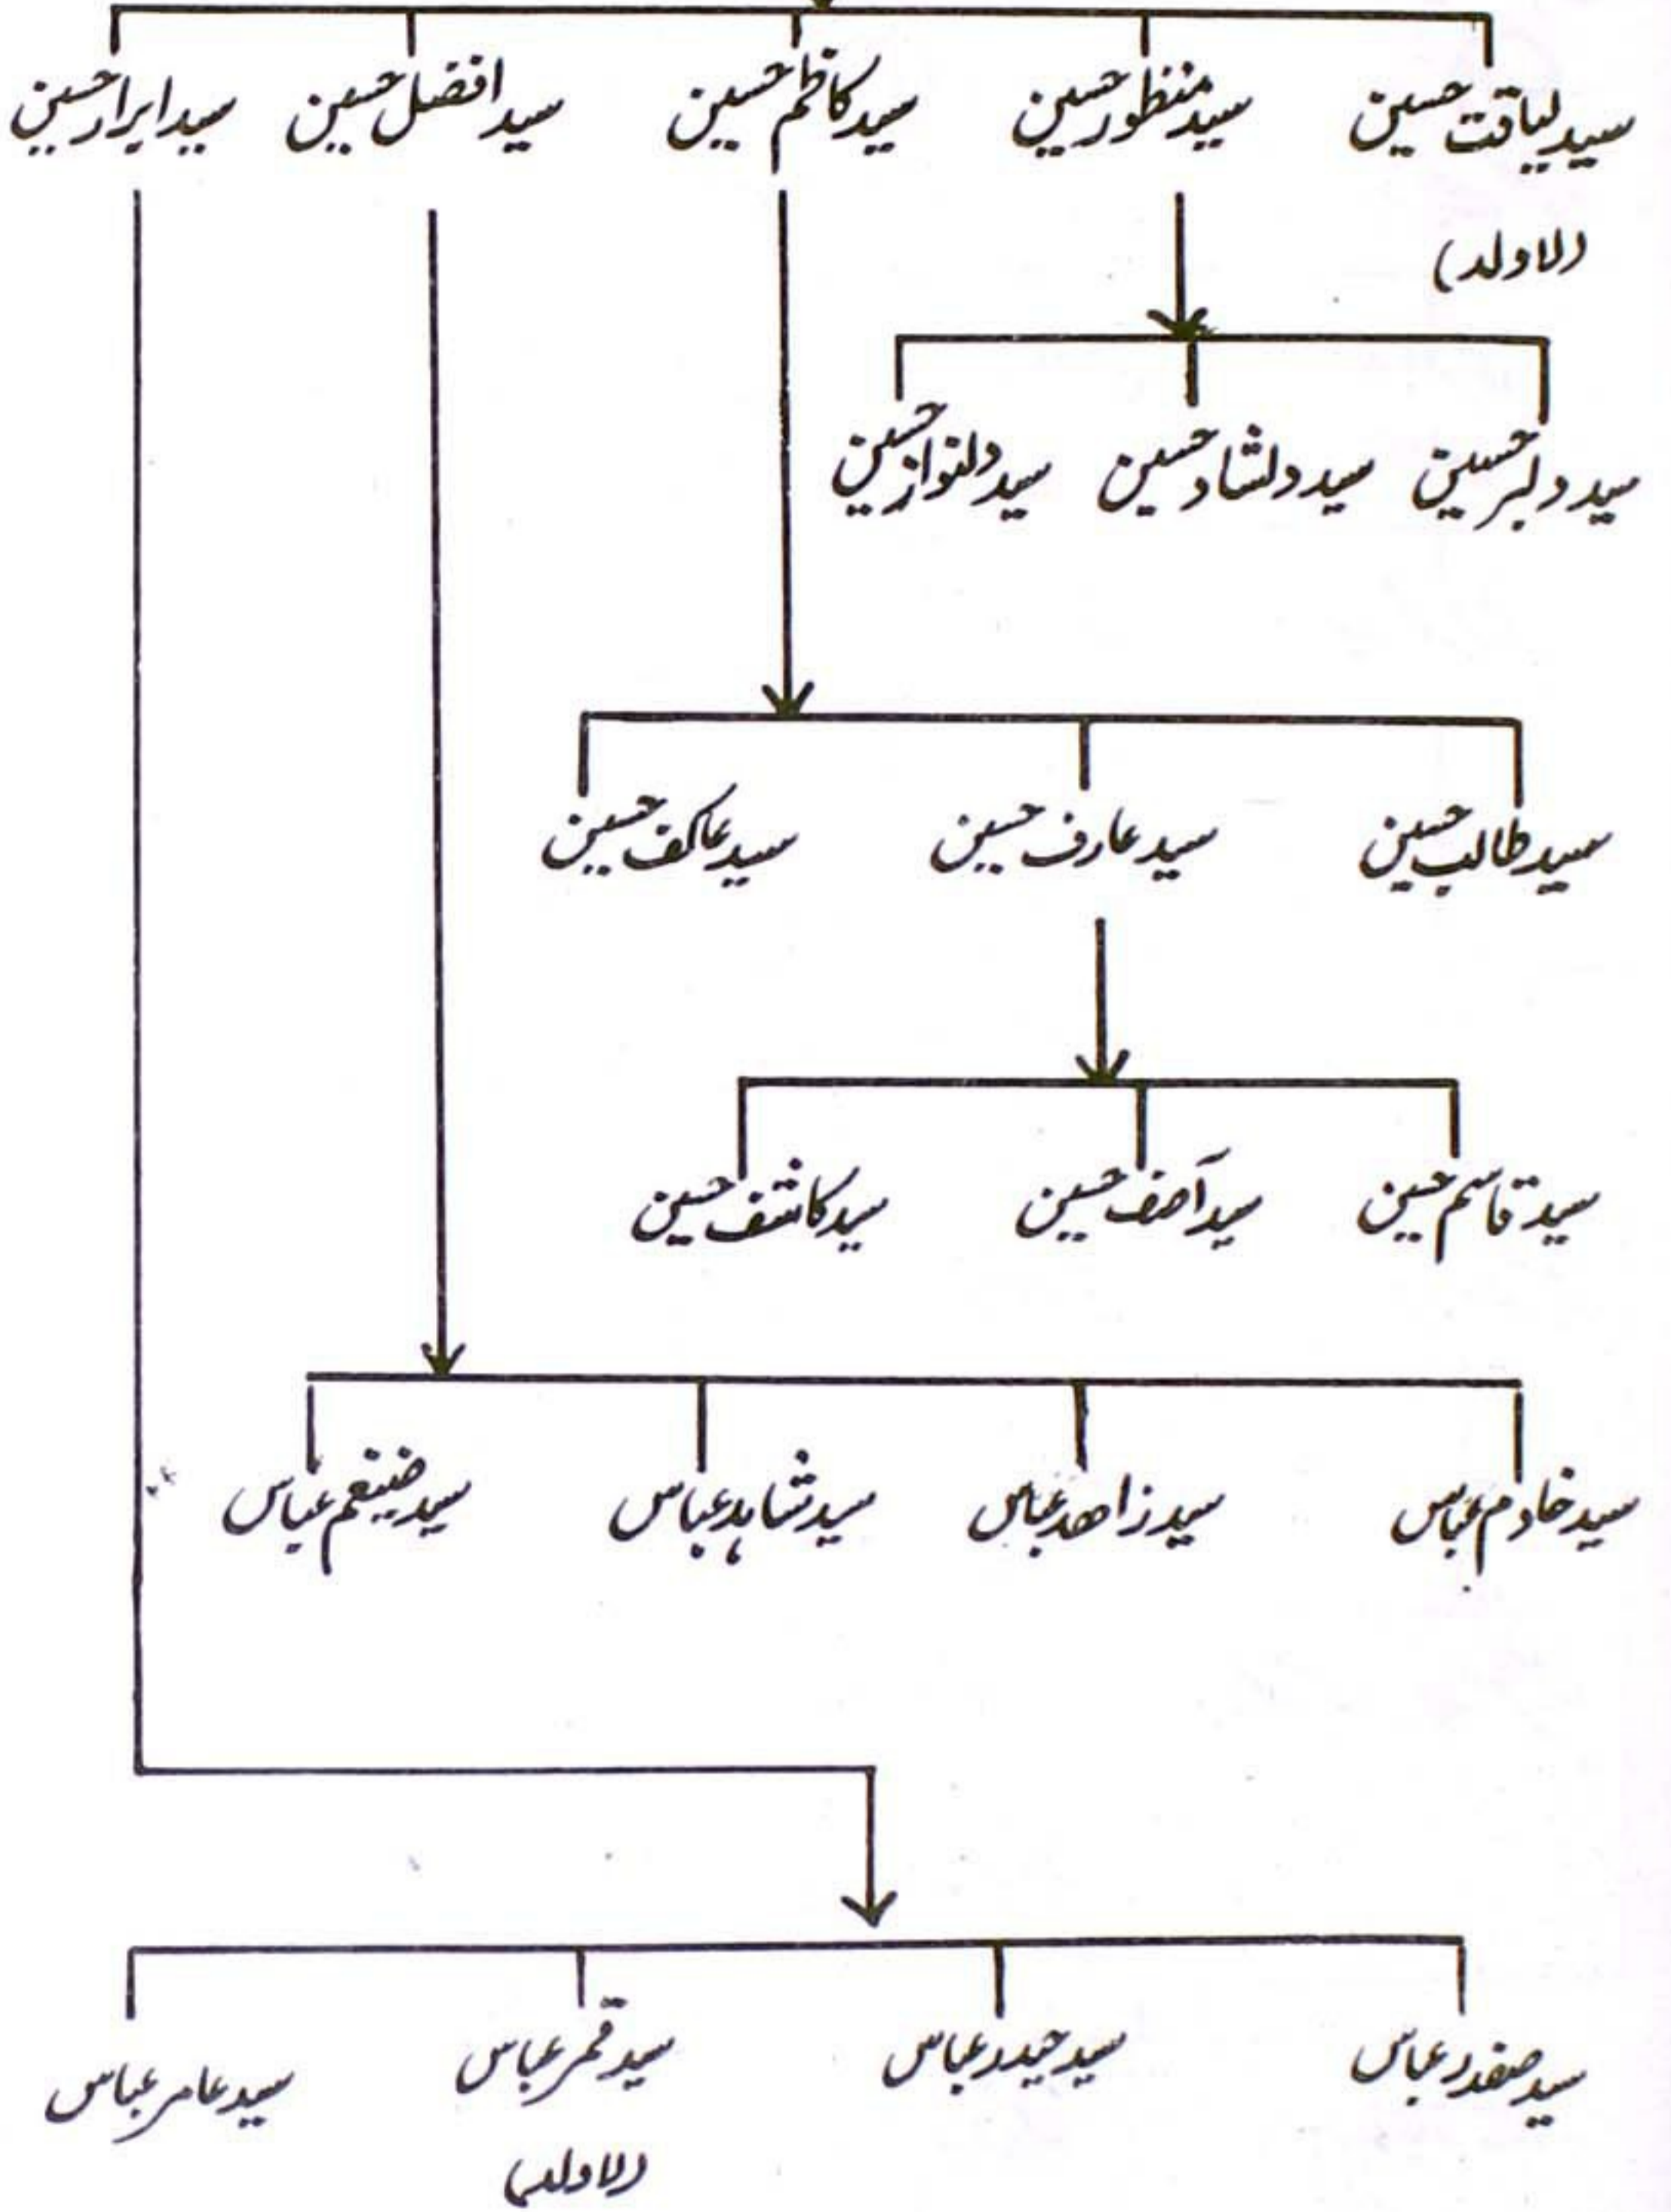 سید لیاقت حسین سید منظور حسین سید کاظم حسین سید افضل حسین سید ابرار حسین
(لاولد)
سید دلبر حسین سید دلشاد حسین سید دلنواز حسین
سید طالب حسین سید عارف حسین سید عاکف حسین
سید قاسم حسین سید آصف حسین سید کاشف حسین
سید خادم عباس سید زاھد عباس سید شاہد عباس سید ضیغم عباس
سید صفدر عباس سید حیدر عباس سید قمر عباس سید عامر عباس
(لاولد)